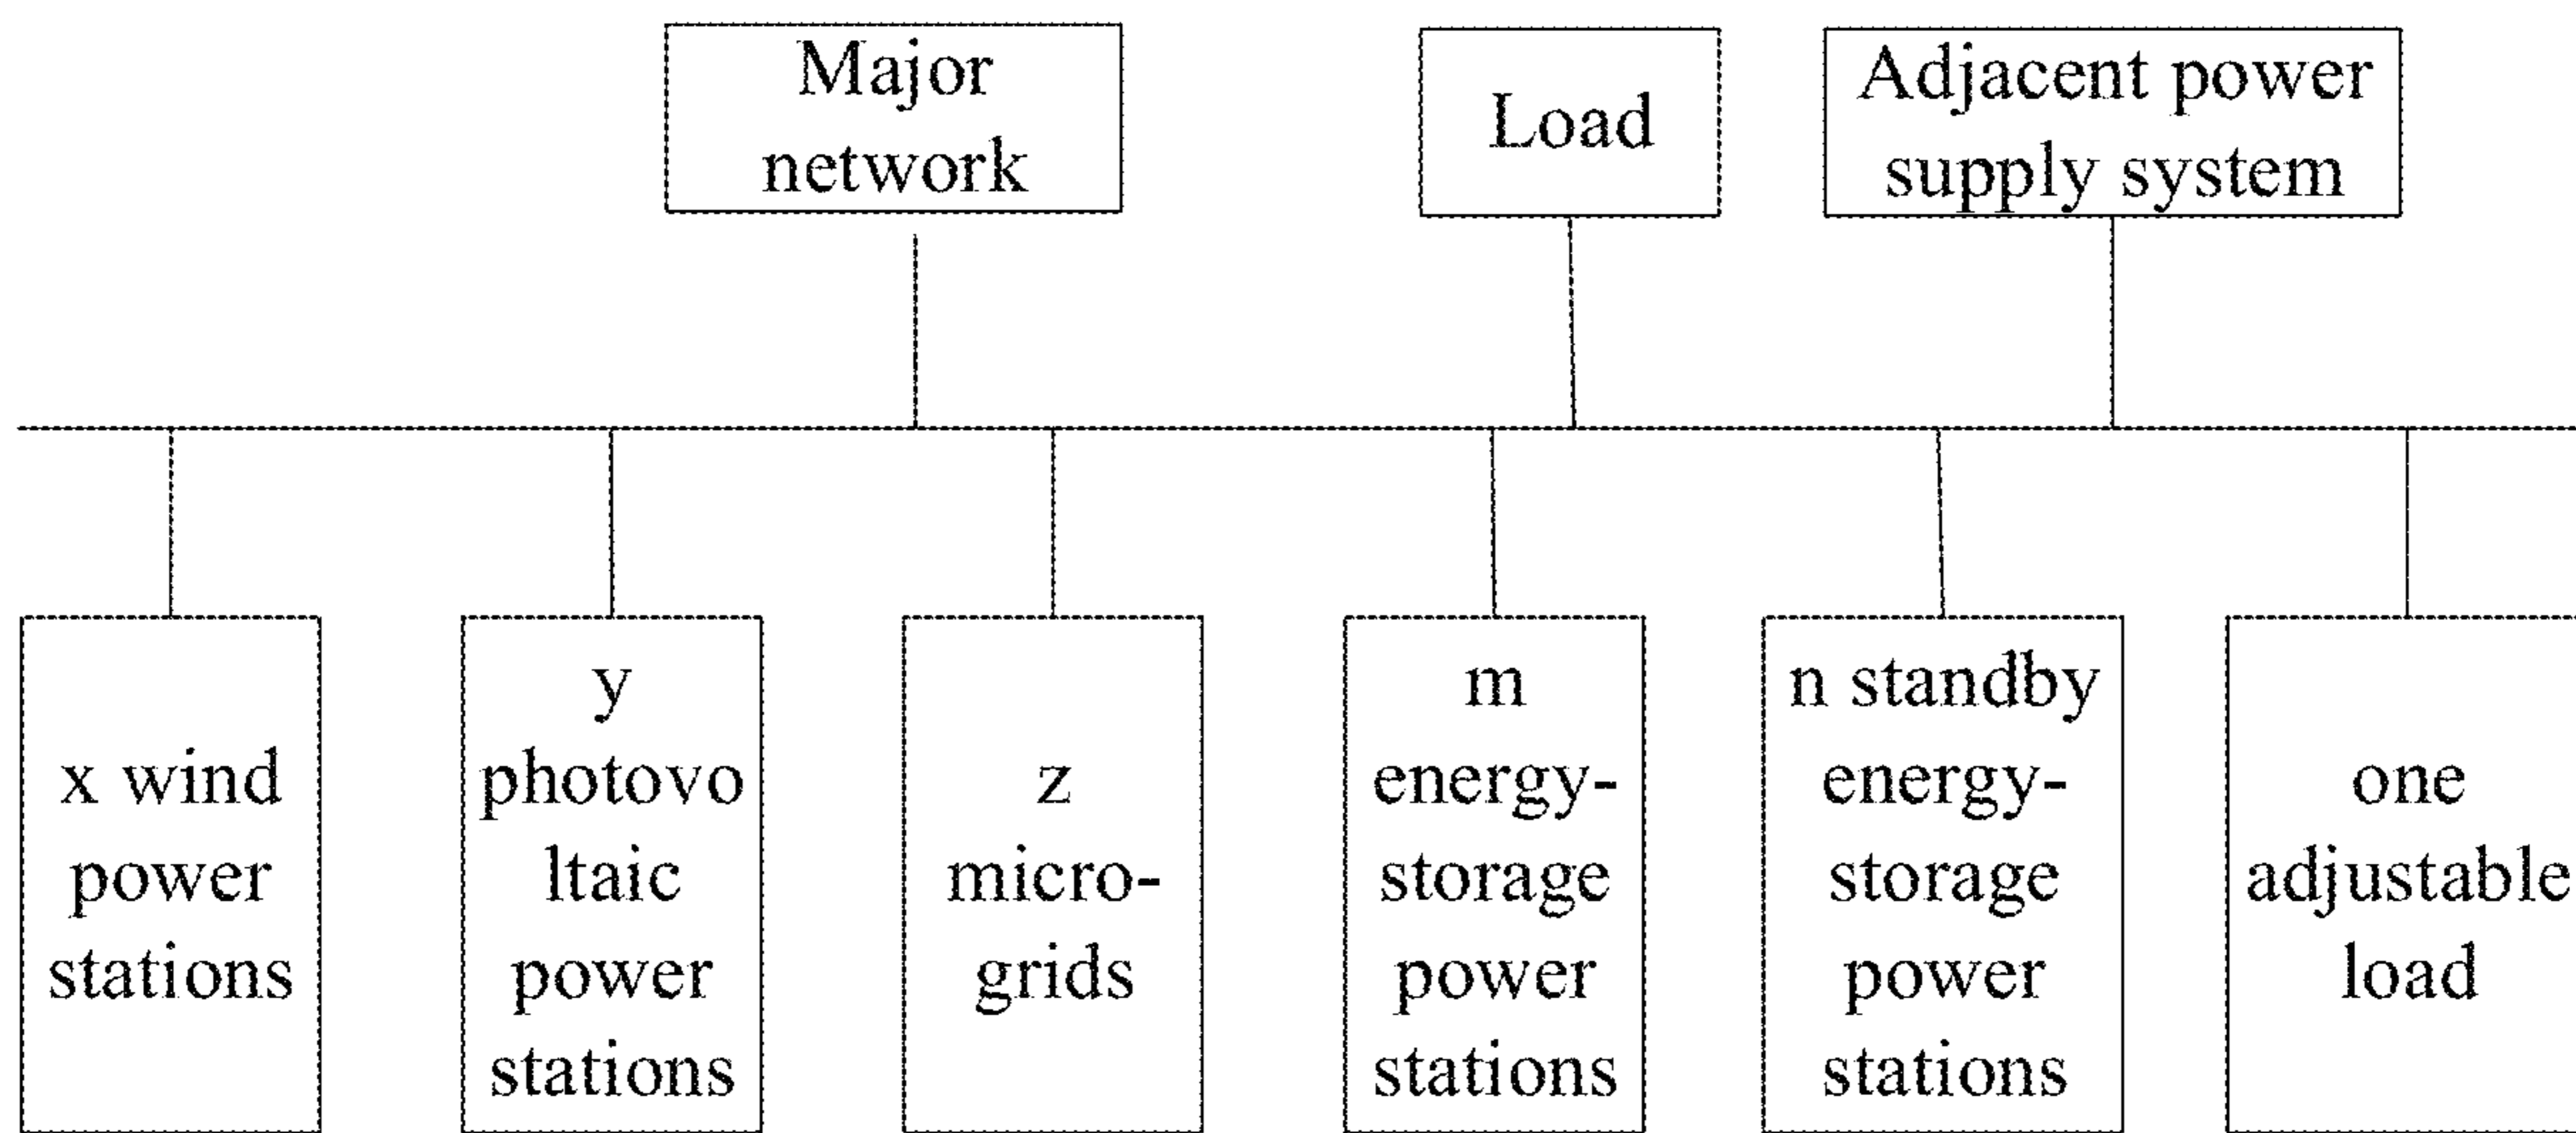 Major
network
Load
Adjacent power
supply system
x wind
power
stations
y
photovo
ltaic
power
stations
z
micro-
grids
m
energy-
storage
power
stations
n standby
energy-
storage
power
stations
one
adjustable
load